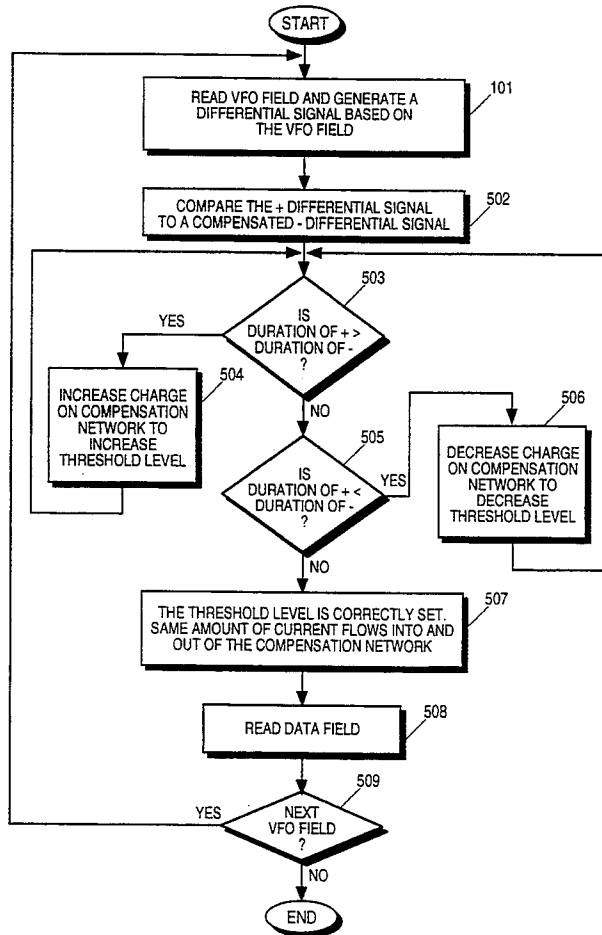 START
READ VFO FIELD AND GENERATE A
DIFFERENTIAL SIGNAL BASED ON
THE VFO FIELD
101
COMPARE THE + DIFFERENTIAL SIGNAL
TO A COMPENSATED - DIFFERENTIAL SIGNAL
502
503
IS
DURATION OF + >
DURATION OF -
?
YES
NO
504
INCREASE CHARGE
ON COMPENSATION
NETWORK TO
INCREASE
THRESHOLD LEVEL
505
IS
DURATION OF + <
DURATION OF -
?
YES
NO
506
DECREASE CHARGE
ON COMPENSATION
NETWORK TO
DECREASE
THRESHOLD LEVEL
507
THE THRESHOLD LEVEL IS CORRECTLY SET.
SAME AMOUNT OF CURRENT FLOWS INTO AND
OUT OF THE COMPENSATION NETWORK
508
READ DATA FIELD
509
NEXT
VFO FIELD
?
YES
NO
END